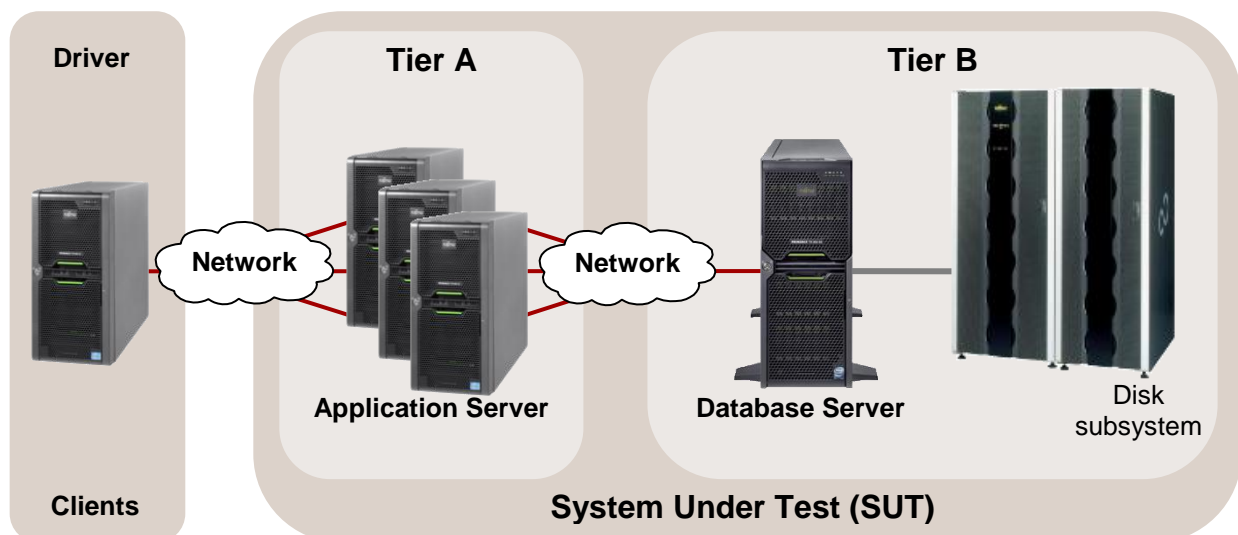 Driver
Tier A
Tier B
Network
Network
Application Server
Database Server
Disk
subsystem
Clients
System Under Test (SUT)